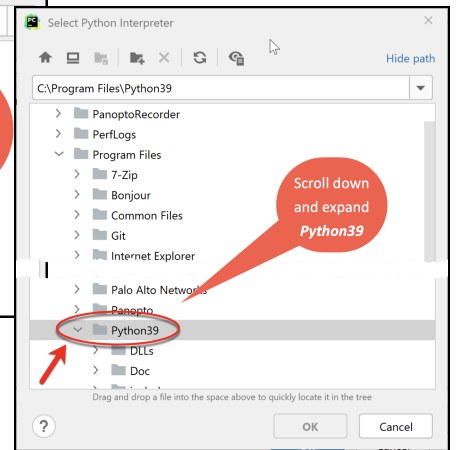 PC
Select Python Interpreter
Hide path
C:\Program Files\Python39
PanoptoRecorder
PerfLogs
Program Files
7-Zip
Bonjour
Common Files
Git
Internet Explorer
Scroll down
and expand
Python39
Palo Alto Networks
Panopto
Python39
DLLs
Doc
Drag and drop a file into the space above to quickly locate it in the tree
?
OK
Cancel